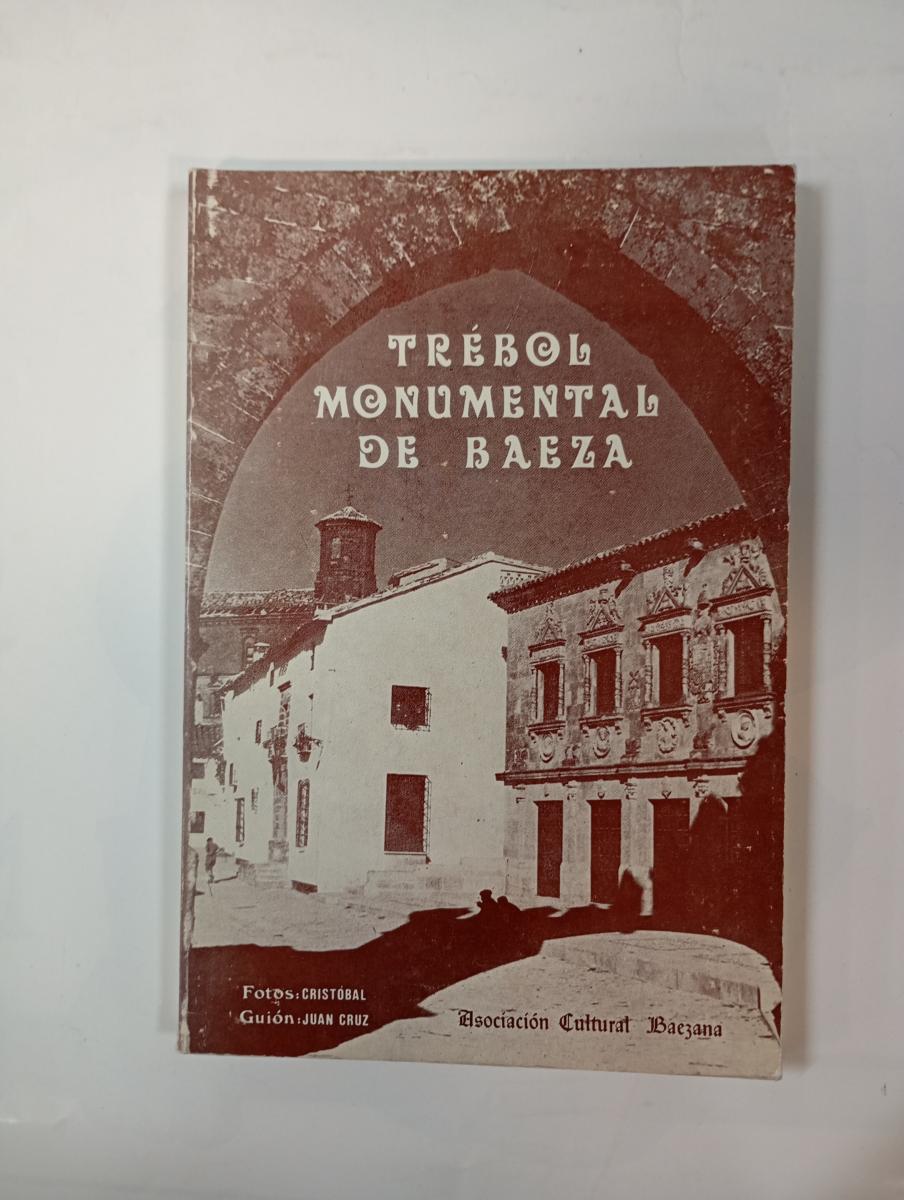 TRÉBOL
MONUMENTAL
DE BAEZA
Fotos: CRISTÓBAL
Guión: JUAN CRUZ
Asociación Cultural Baezana